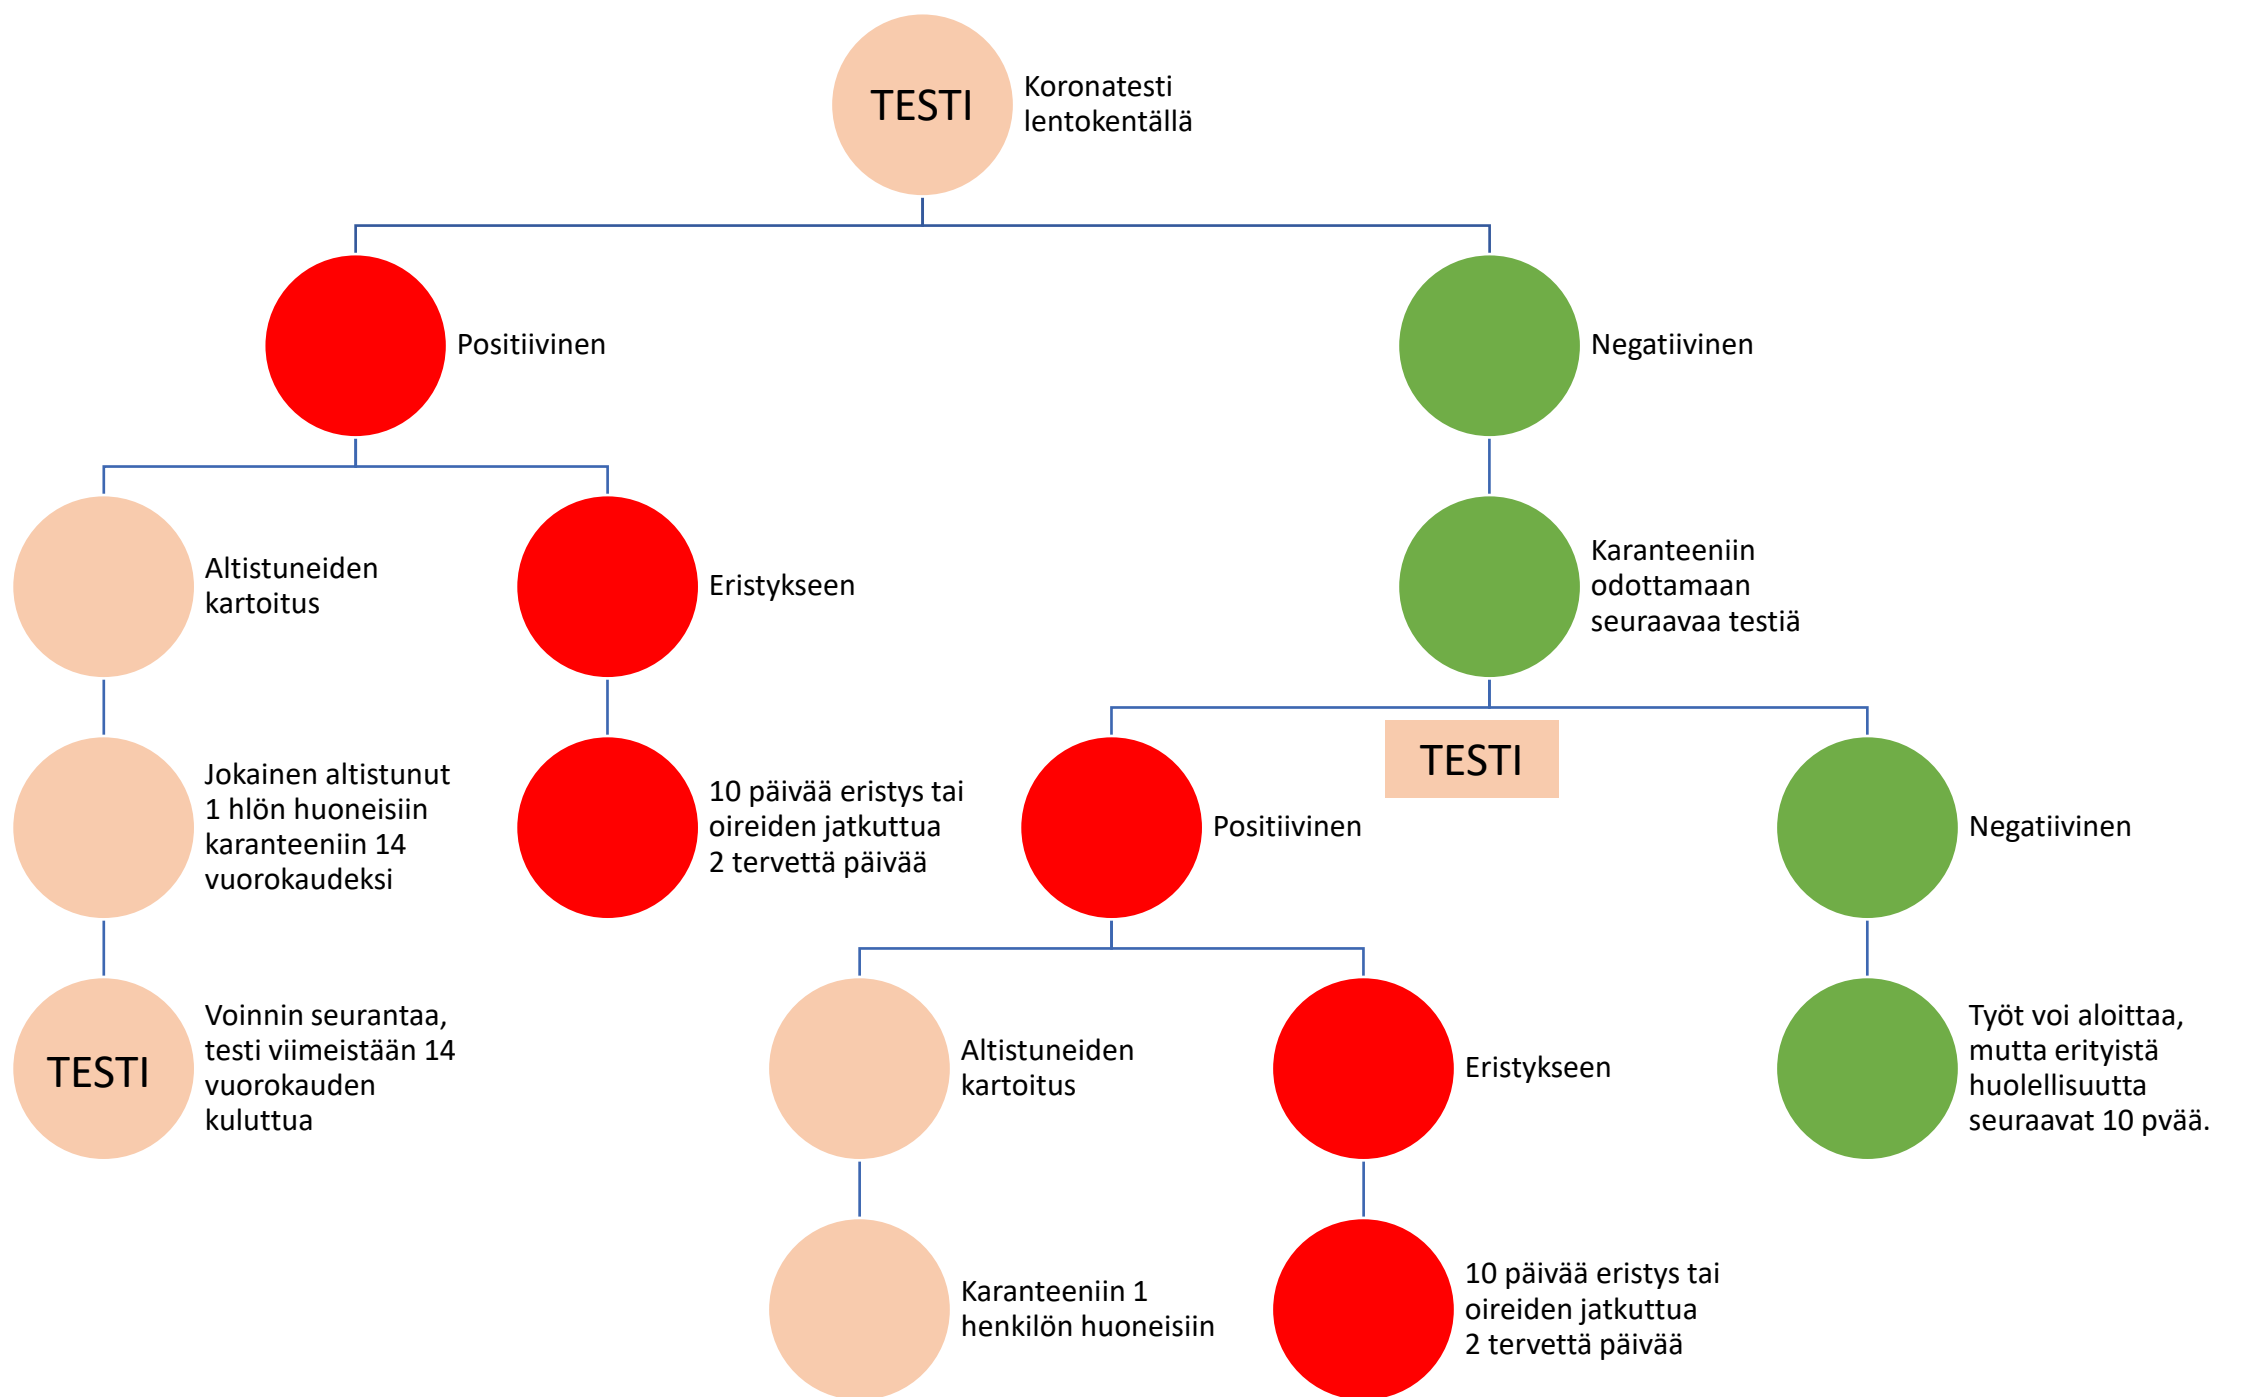 TESTI
Koronatesti
lentokentällä
Positiivinen
Negatiivinen
Altistuneiden
kartoitus
Eristykseen
Karanteeniin
odottamaan
seuraavaa testiä
Jokainen altistunut
1 hlön huoneisiin
karanteeniin 14
vuorokaudeksi
10 päivää eristys tai
oireiden jatkuttua
2 tervettä päivää
Positiivinen
TESTI
Negatiivinen
TESTI
Voinnin seurantaa,
testi viimeistään 14
vuorokauden
kuluttua
Altistuneiden
kartoitus
Eristykseen
Työt voi aloittaa,
mutta erityistä
huolellisuutta
seuraavat 10 pvää.
Karanteeniin 1
henkilön huoneisiin
10 päivää eristys tai
oireiden jatkuttua
2 tervettä päivää